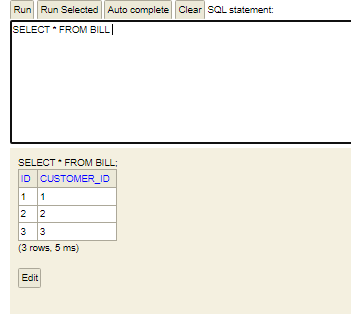 Run Run Selected Auto complete Clear SQL statement:
SELECT * FROM BILL
SELECT * FROM BILL;
ID CUSTOMER_ID
1 1
2 2
3 3
(3 rows, 5 ms)
Edit